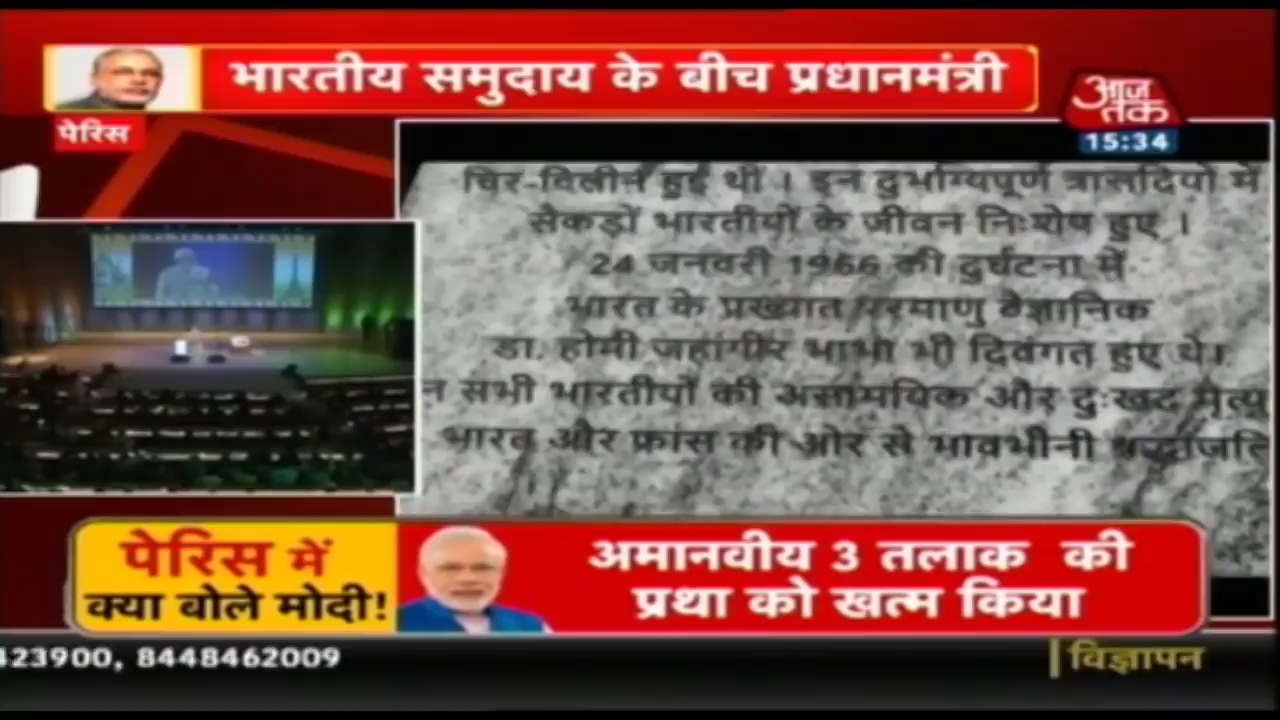 भारतीय समुदाय के बीच प्रधानमंत्री
आज
तक
पेरिस
15:34
चिर-विलीन हुई थी । इन दुर्भाग्यपूर्ण त्रासदियों में
सैकड़ों भारतीयों के जीवन निःशेष हुए ।
24 जनवरी 1966 की दुर्घटना में
भारत के प्रख्यात परमाणु वैज्ञानिक
डा. होमी जहांगीर भाभा भी दिवंगत हुए थे।
न सभी भारतीयों की असामयिक और दुःखद मृत्यु
भारत और फ्रांस की ओर से भावभीनी श्रद्धांजलि
पेरिस में
क्या बोले मोदी!
अमानवीय 3 तलाक की
प्रथा को खत्म किया
423900, 8448462009
विज्ञापन